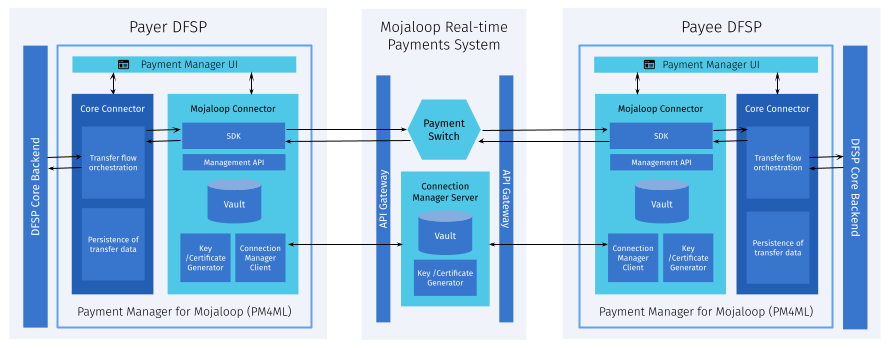 Payer DFSP
Payment Manager UI
DFSP Core Backend
Core Connector
Transfer flow
orchestration
Persistence of
transfer data
Mojaloop Connector
SDK
Management API
Vault
Key
/Certificate
Generator
Connection
Manager
Client
Payment Manager for Mojaloop (PM4ML)
Mojaloop Real-time
Payments System
API Gateway
Payment
Switch
Connection
Manager Server
Vault
Key /Certificate
Generator
API Gateway
Payee DFSP
Payment Manager UI
Mojaloop Connector
SDK
Management API
Vault
Connection
Manager
Client
Key
/Certificate
Generator
Core Connector
Transfer flow
orchestration
Persistence
of transfer data
DFSP Core Backend
Payment Manager for Mojaloop (PM4ML)